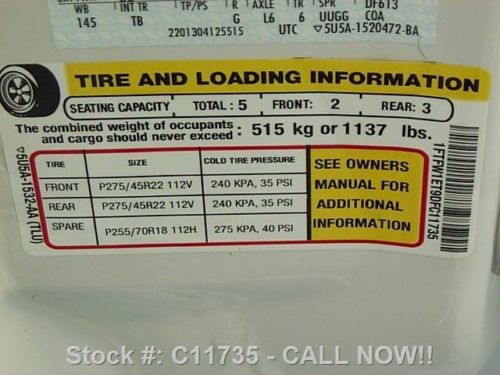 WB INT TR TP/PS R AXLE TR SPR DF613
145 TB G L6 6 UUGG C0A
2201304125515 UTC ▽5U5A-1520472-BA
TIRE AND LOADING INFORMATION
SEATING CAPACITY TOTAL : 5 FRONT: 2 REAR: 3
The combined weight of occupants
and cargo should never exceed : 515 kg or 1137 lbs.
TIRE SIZE COLD TIRE PRESSURE
FRONT P275/45R22 112V 240 KPA, 35 PSI
REAR P275/45R22 112V 240 KPA, 35 PSI
SPARE P255/70R18 112H 275 KPA, 40 PSI
SEE OWNERS
MANUAL FOR
ADDITIONAL
INFORMATION
▽5U5A-1532-AA (TLU)
Stock #: C11735 - CALL NOW!!